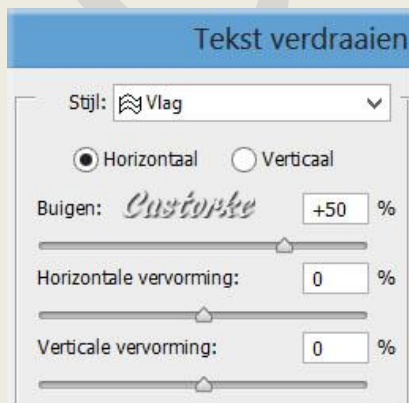 Tekst verdraaien
Stijl: Vlag
Horizontaal Verticaal
Buigen: Castorke +50 %
Horizontale vervorming: 0 %
Verticale vervorming: 0 %